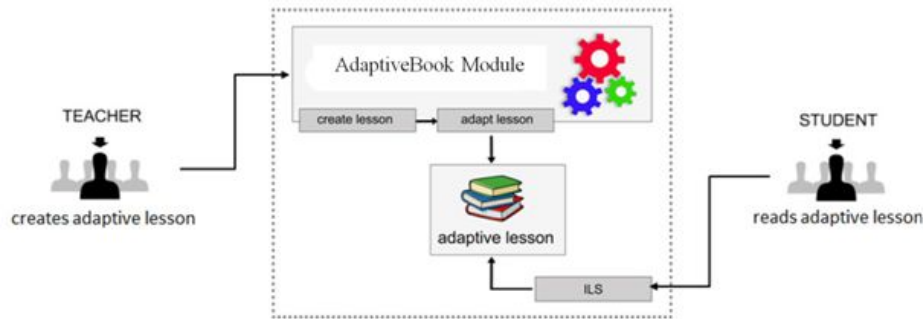 AdaptiveBook Module
create lesson
adapt lesson
TEACHER
creates adaptive lesson
STUDENT
reads adaptive lesson
adaptive lesson
ILS